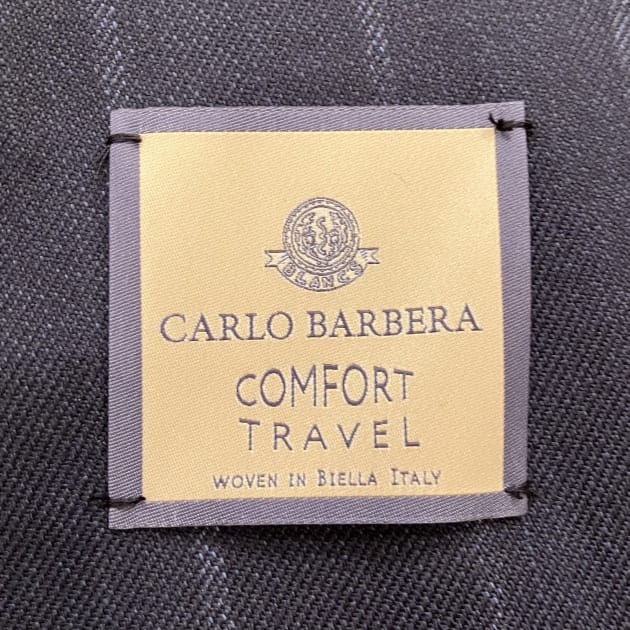 BLANCS
CARLO BARBERA
COMFORT
TRAVEL
WOVEN IN BIELLA ITALY